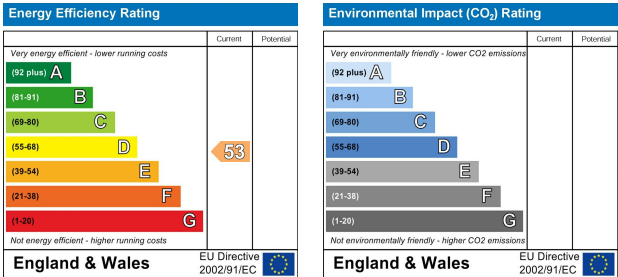 Energy Efficiency Rating
Current Potential
Very energy efficient - lower running costs
(92 plus) A
(81-91) B
(69-80) C
(55-68) D
53
(39-54) E
(21-38) F
(1-20) G
Not energy efficient - higher running costs
England & Wales
EU Directive
2002/91/EC
Environmental Impact (CO2) Rating
Current Potential
Very environmentally friendly - lower CO2 emissions
(92 plus) A
(81-91) B
(69-80) C
(55-68) D
(39-54) E
(21-38) F
(1-20) G
Not environmentally friendly - higher CO2 emissions
England & Wales
EU Directive
2002/91/EC